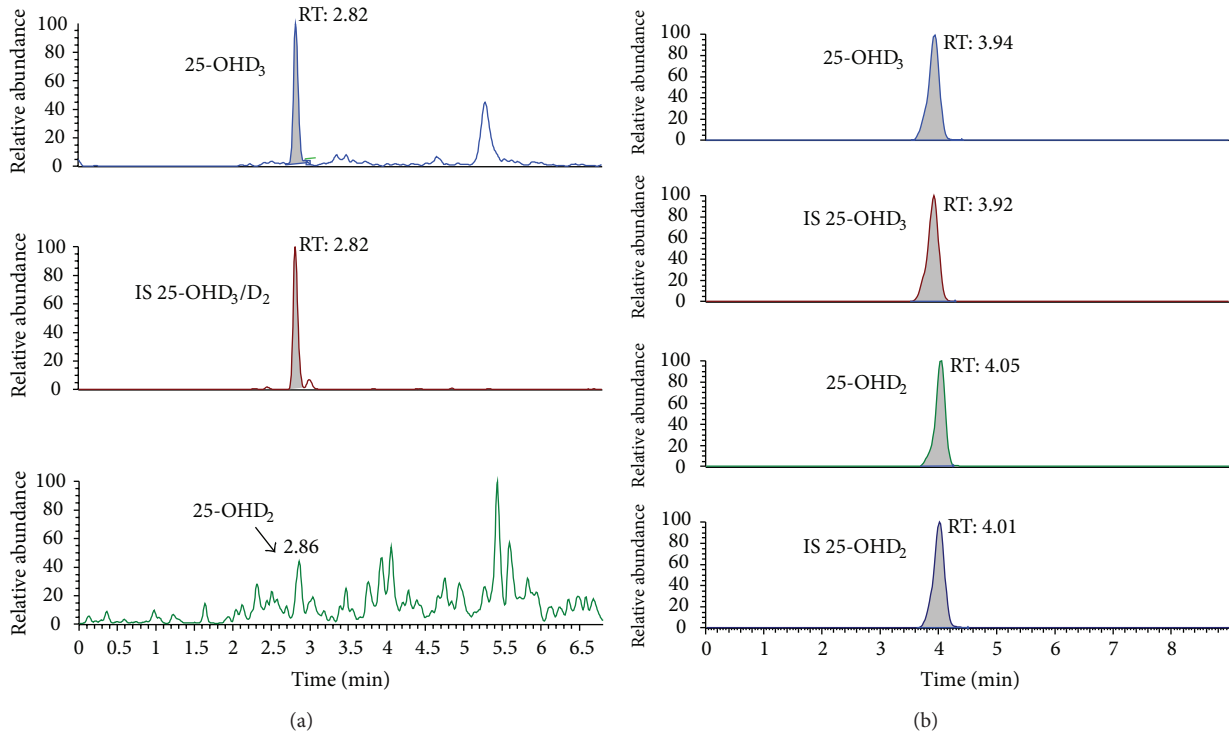 Relative abundance
100
80
60
40
20
0
RT: 2.82
25-OHD₃
Relative abundance
100
80
60
40
20
0
RT: 2.82
IS 25-OHD₃/D₂
Relative abundance
100
80
60
40
20
0
25-OHD₂
2.86
0 0.5 1 1.5 2 2.5 3 3.5 4 4.5 5 5.5 6 6.5
Time (min)
(a)
Relative abundance
100
80
60
40
20
0
RT: 3.94
25-OHD₃
Relative abundance
100
80
60
40
20
0
RT: 3.92
IS 25-OHD₃
Relative abundance
100
80
60
40
20
0
RT: 4.05
25-OHD₂
Relative abundance
100
80
60
40
20
0
RT: 4.01
IS 25-OHD₂
0 1 2 3 4 5 6 7 8
Time (min)
(b)